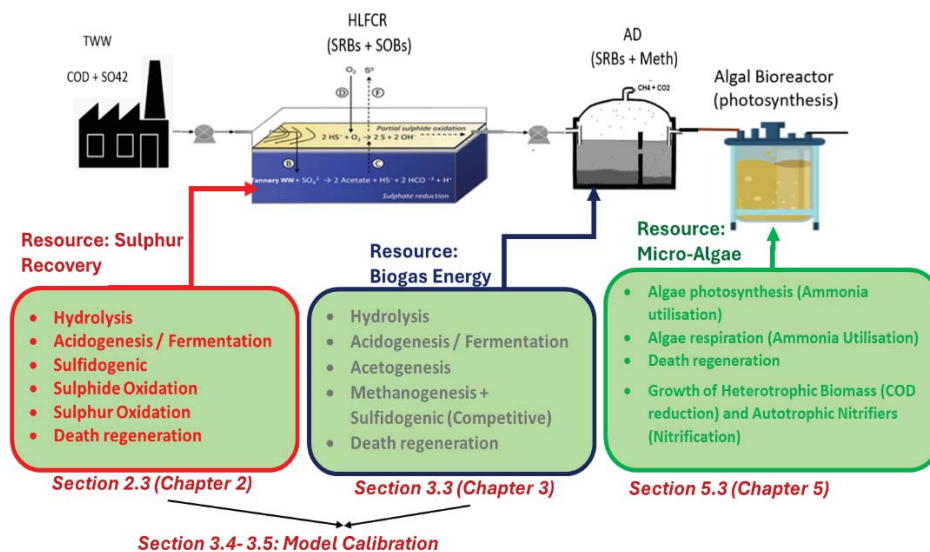 TWW
COD + SO42
HLFCR
(SRBs + SOBs)
O₂
S⁰
D
F
2 HS⁻ + O₂ → 2 S + 2 OH⁻
Partial sulphide oxidation
B
C
Tannery WW + SO₄²⁻ → 2 Acetate + HS⁻ + 2 HCO⁻³ + H⁺
Sulphate reduction
AD
(SRBs + Meth)
CH4 + CO2
Algal Bioreactor
(photosynthesis)
Resource: Sulphur
Recovery
• Hydrolysis
• Acidogenesis / Fermentation
• Sulfidogenic
• Sulphide Oxidation
• Sulphur Oxidation
• Death regeneration
Section 2.3 (Chapter 2)
Resource:
Biogas Energy
• Hydrolysis
• Acidogenesis / Fermentation
• Acetogenesis
• Methanogenesis +
Sulfidogenic (Competitive)
• Death regeneration
Section 3.3 (Chapter 3)
Resource:
Micro-Algae
• Algae photosynthesis (Ammonia
utilisation)
• Algae respiration (Ammonia Utilisation)
• Death regeneration
• Growth of Heterotrophic Biomass (COD
reduction) and Autotrophic Nitrifiers
(Nitrification)
Section 5.3 (Chapter 5)
Section 3.4- 3.5: Model Calibration